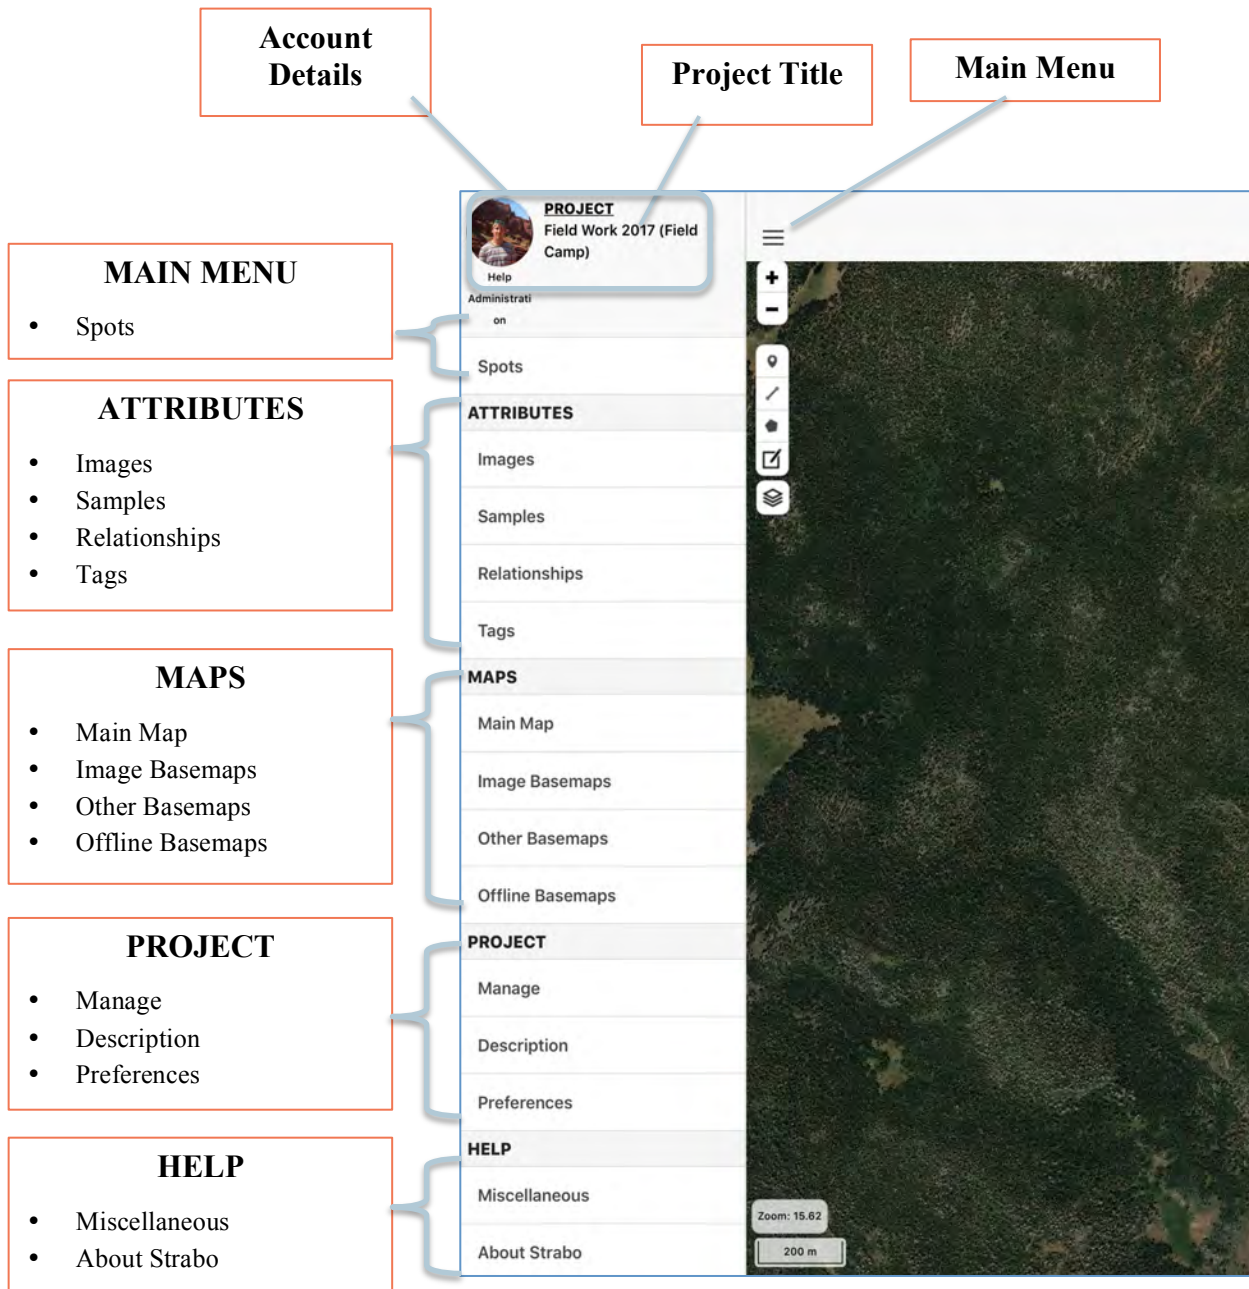 Account
Details
Project Title
Main Menu
MAIN MENU
• Spots
ATTRIBUTES
• Images
• Samples
• Relationships
• Tags
MAPS
• Main Map
• Image Basemaps
• Other Basemaps
• Offline Basemaps
PROJECT
• Manage
• Description
• Preferences
HELP
• Miscellaneous
• About Strabo
PROJECT
Field Work 2017 (Field
Camp)
Help
Administrati
on
Spots
ATTRIBUTES
Images
Samples
Relationships
Tags
MAPS
Main Map
Image Basemaps
Other Basemaps
Offline Basemaps
PROJECT
Manage
Description
Preferences
HELP
Miscellaneous
About Strabo
+
-
Zoom: 15.62
200 m